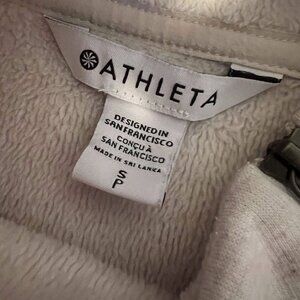 ATHLETA
DESIGNED IN
SAN FRANCISCO
CONÇU À
SAN FRANCISCO
MADE IN SRI LANKA
S
P